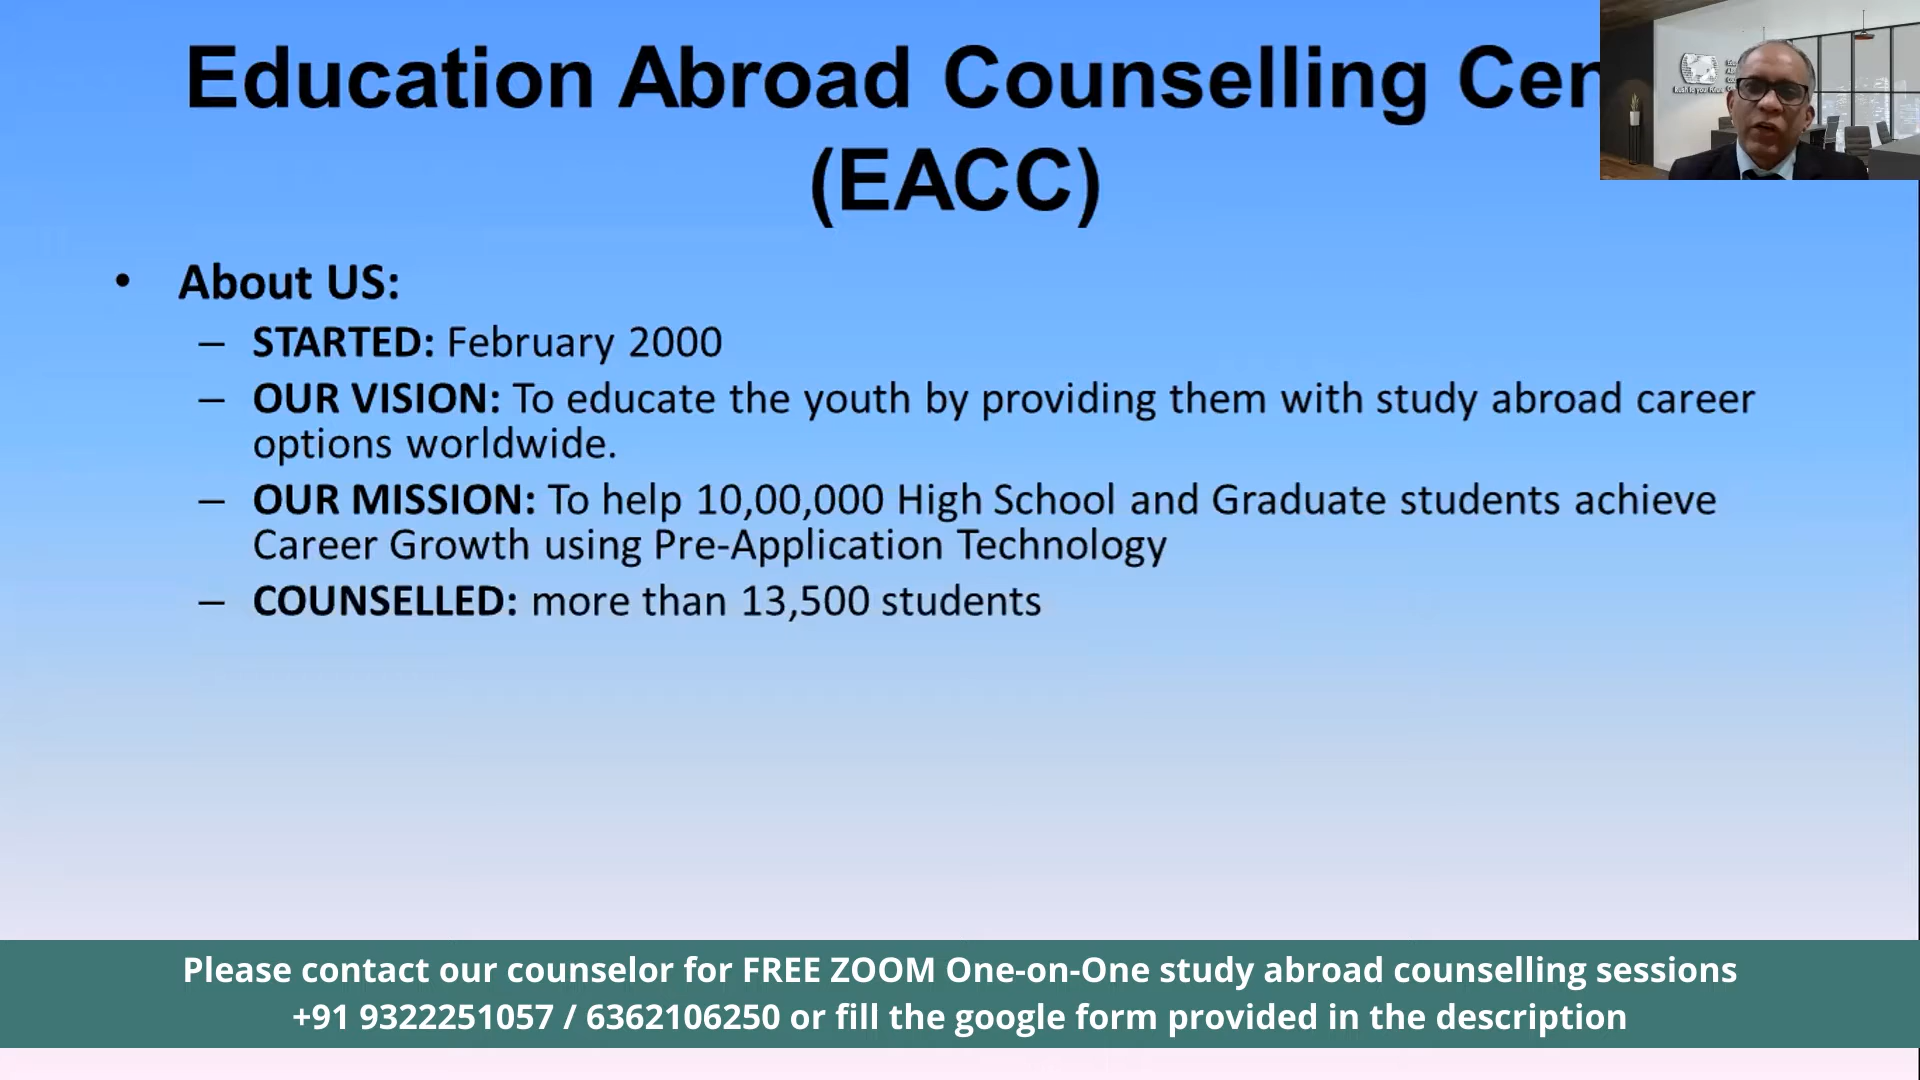 Education Abroad Counselling Cen
(EACC)
• About US:
– STARTED: February 2000
– OUR VISION: To educate the youth by providing them with study abroad career
options worldwide.
– OUR MISSION: To help 10,00,000 High School and Graduate students achieve
Career Growth using Pre-Application Technology
– COUNSELLED: more than 13,500 students
Please contact our counselor for FREE ZOOM One-on-One study abroad counselling sessions
+91 9322251057 / 6362106250 or fill the google form provided in the description